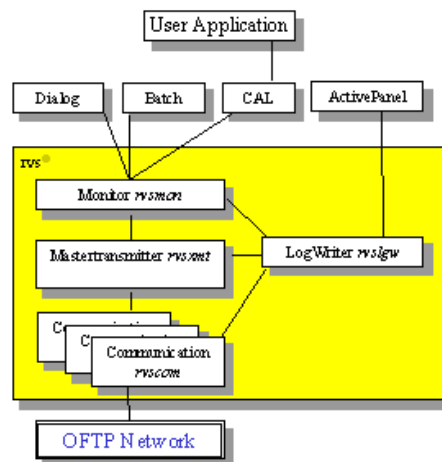 User Application
Dialog
Batch
CAL
ActivePanel
rvs®
Monitor rvsmon
Mastertransmitter rvsxmt
LogWriter rvslgw
Communication
rvscom
OFTP Network